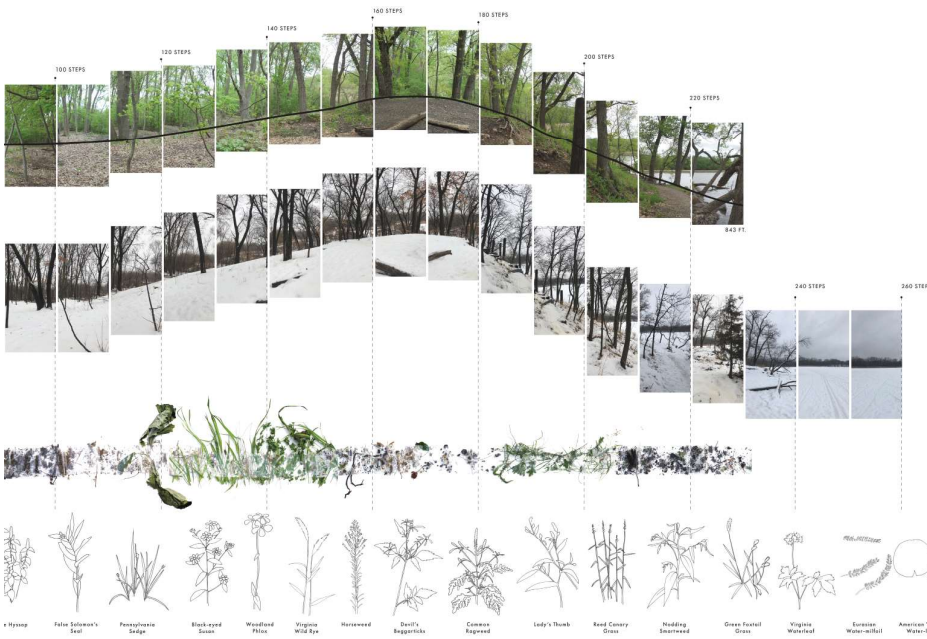 160 STEPS
180 STEPS
140 STEPS
120 STEPS
200 STEPS
100 STEPS
220 STEPS
843 FT.
240 STEPS
260 STEP
e Hyssop
False Solomon's
Seal
Pennsylvania
Sedge
Black-eyed
Susan
Woodland
Phlox
Virginia
Wild Rye
Horseweed
Devil's
Beggarticks
Common
Ragweed
Lady's Thumb
Reed Canary
Grass
Nodding
Smartweed
Green Foxtail
Grass
Virginia
Waterleaf
Eurasian
Water-milfoil
American W
Water-l